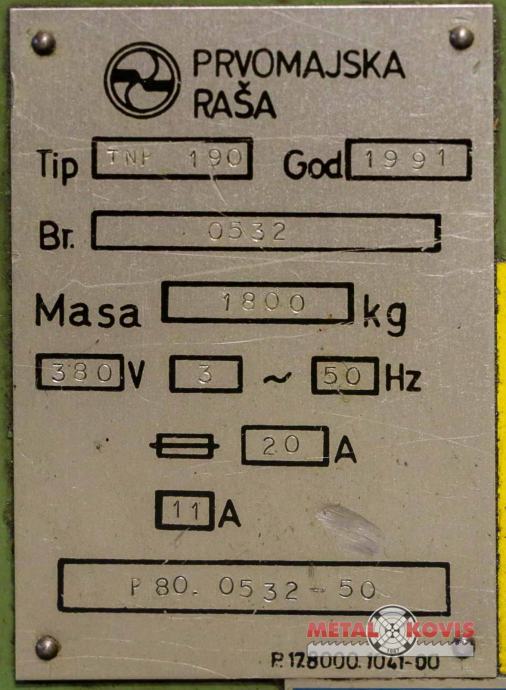 PRVOMAJSKA
RAŠA
Tip TNP 190 God 1991
Br. 0532
Masa 1800 kg
380 V 3 ~ 50 Hz
20 A
11 A
P 80. 0532-50
METAL KOVIS
P. 128000.1041-00